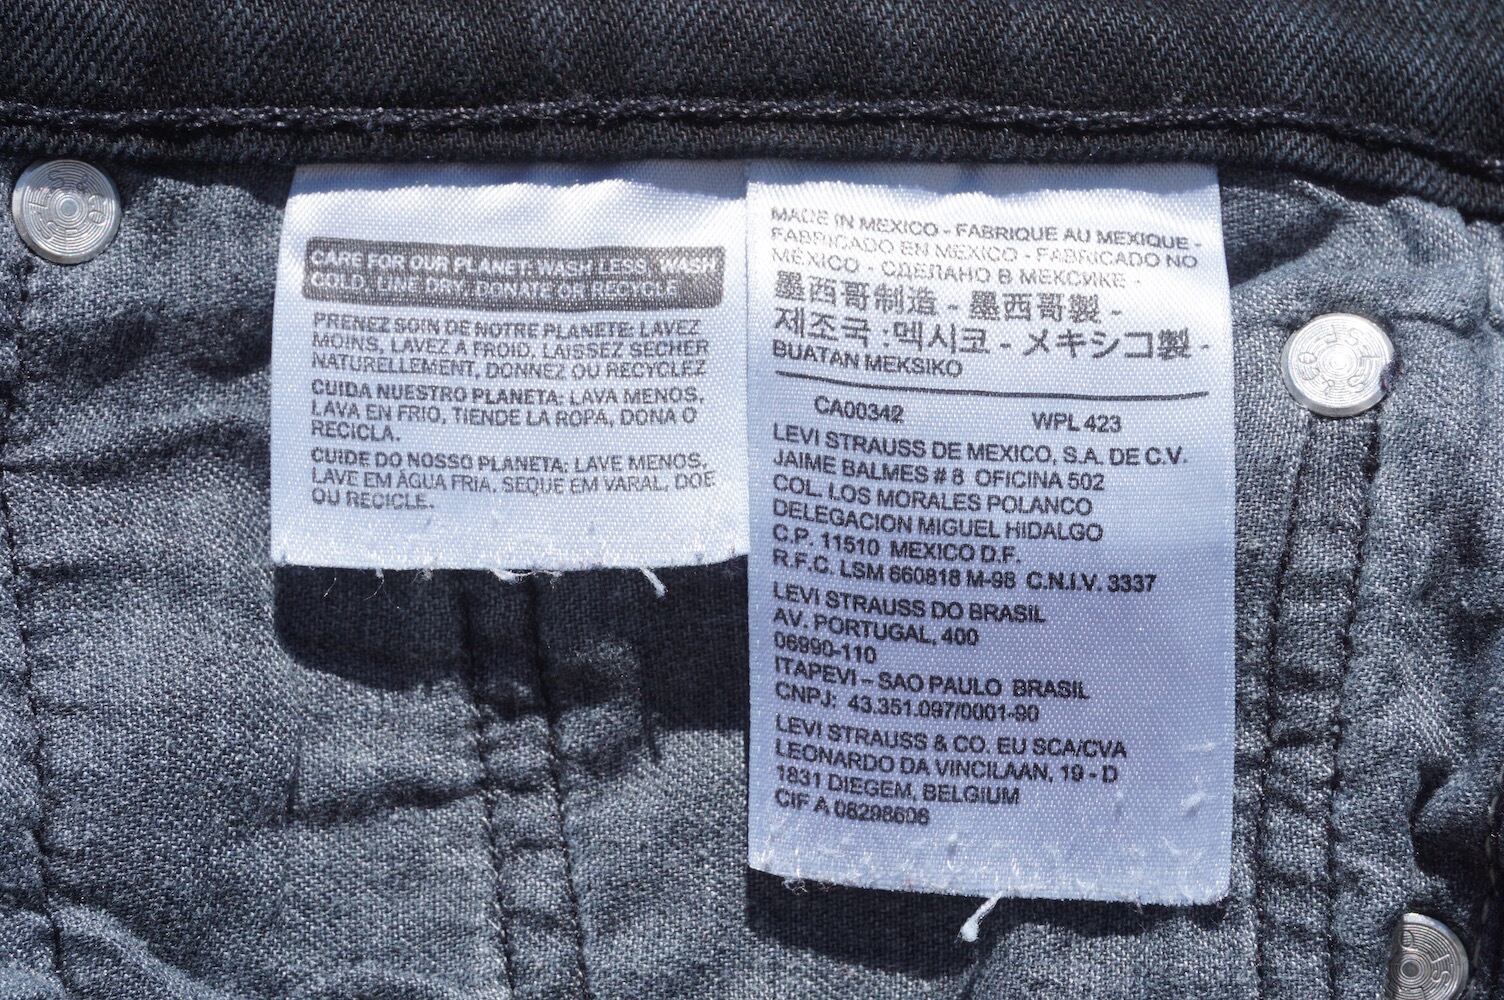 CARE FOR OUR PLANET: WASH LESS, WASH
COLD, LINE DRY, DONATE OR RECYCLE
PRENEZ SOIN DE NOTRE PLANETE: LAVEZ
MOINS, LAVEZ A FROID, LAISSEZ SECHER
NATURELLEMENT, DONNEZ OU RECYCLEZ
CUIDA NUESTRO PLANETA: LAVA MENOS,
LAVA EN FRIO, TIENDE LA ROPA, DONA O
RECICLA.
CUIDE DO NOSSO PLANETA: LAVE MENOS,
LAVE EM ÁGUA FRIA, SEQUE EM VARAL, DOE
OU RECICLE.
MADE IN MEXICO - FABRIQUE AU MEXIQUE -
FABRICADO EN MEXICO - FABRICADO NO
MÉXICO - СДЕЛАНО В МЕКСИКЕ -
墨西哥制造 - 墨西哥製 -
제조국 :멕시코 - メキシコ製 -
BUATAN MEKSIKO
CA00342 WPL 423
LEVI STRAUSS DE MEXICO, S.A. DE C.V.
JAIME BALMES # 8 OFICINA 502
COL. LOS MORALES POLANCO
DELEGACION MIGUEL HIDALGO
C.P. 11510 MEXICO D.F.
R.F.C. LSM 660818 M-98 C.N.I.V. 3337
LEVI STRAUSS DO BRASIL
AV. PORTUGAL, 400
06990-110
ITAPEVI – SAO PAULO BRASIL
CNPJ: 43.351.097/0001-90
LEVI STRAUSS & CO. EU SCA/CVA
LEONARDO DA VINCILAAN, 19 - D
1831 DIEGEM, BELGIUM
CIF A 08298606